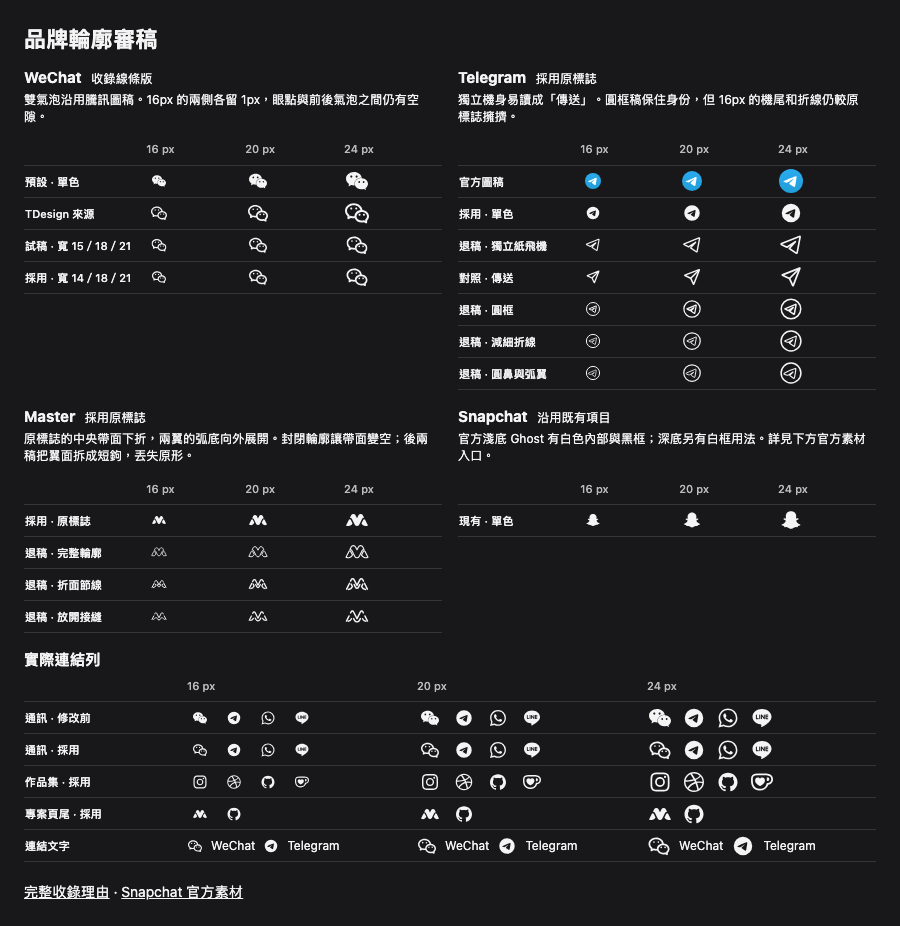 品牌輪廓審稿
WeChat 收錄線條版
雙氣泡沿用騰訊圖稿。16px 的兩側各留 1px，眼點與前後氣泡之間仍有空
隙。
16 px 20 px 24 px
預設 · 單色
TDesign 來源
試稿 · 寬 15 / 18 / 21
採用 · 寬 14 / 18 / 21
Telegram 採用原標誌
獨立機身易讀成「傳送」。圓框稿保住身份，但 16px 的機尾和折線仍較原
標誌擁擠。
16 px 20 px 24 px
官方圖稿
採用 · 單色
退稿 · 獨立紙飛機
對照 · 傳送
退稿 · 圓框
退稿 · 減細折線
退稿 · 圓鼻與弧翼
Master 採用原標誌
原標誌的中央帶面下折，兩翼的弧底向外展開。封閉輪廓讓帶面變空；後兩
稿把翼面拆成短鉤，丟失原形。
16 px 20 px 24 px
採用 · 原標誌
退稿 · 完整輪廓
退稿 · 折面節線
退稿 · 放開接縫
Snapchat 沿用既有項目
官方淺底 Ghost 有白色內部與黑框；深底另有白框用法。詳見下方官方素材
入口。
16 px 20 px 24 px
現有 · 單色
實際連結列
16 px 20 px 24 px
通訊 · 修改前 LINE LINE LINE
通訊 · 採用 LINE LINE LINE
作品集 · 採用
專案頁尾 · 採用
連結文字 WeChat Telegram WeChat Telegram WeChat Telegram
完整收錄理由 · Snapchat 官方素材